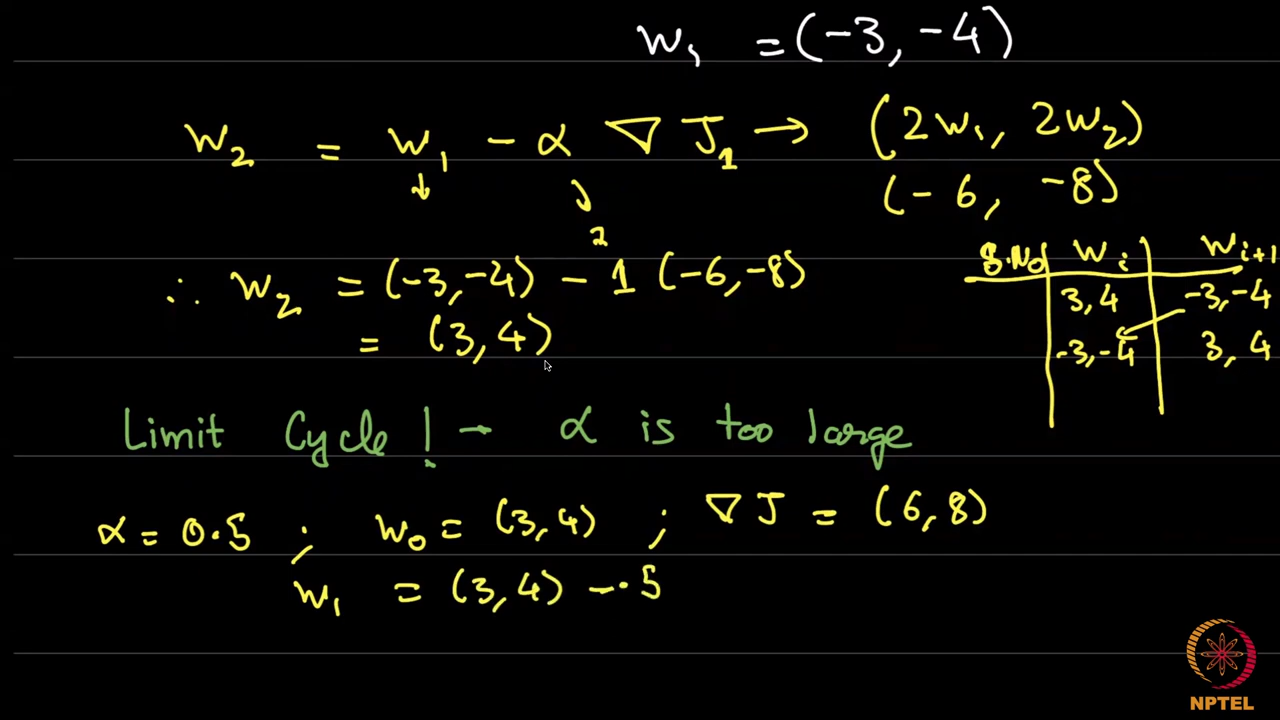 w₁ = (-3, -4)
w₂ = w₁ - α ∇J₁ → (2w₁, 2w₂)
(-6, -8)
2
∴ w₂ = (-3, -4) - 1 (-6, -8)
= (3, 4)
S.No wᵢ wᵢ₊₁
3, 4 -3, -4
-3, -4 3, 4
Limit Cycle! - α is too large
α = 0.5 ; w₀ = (3, 4) ; ∇J = (6, 8)
w₁ = (3, 4) - .5
NPTEL